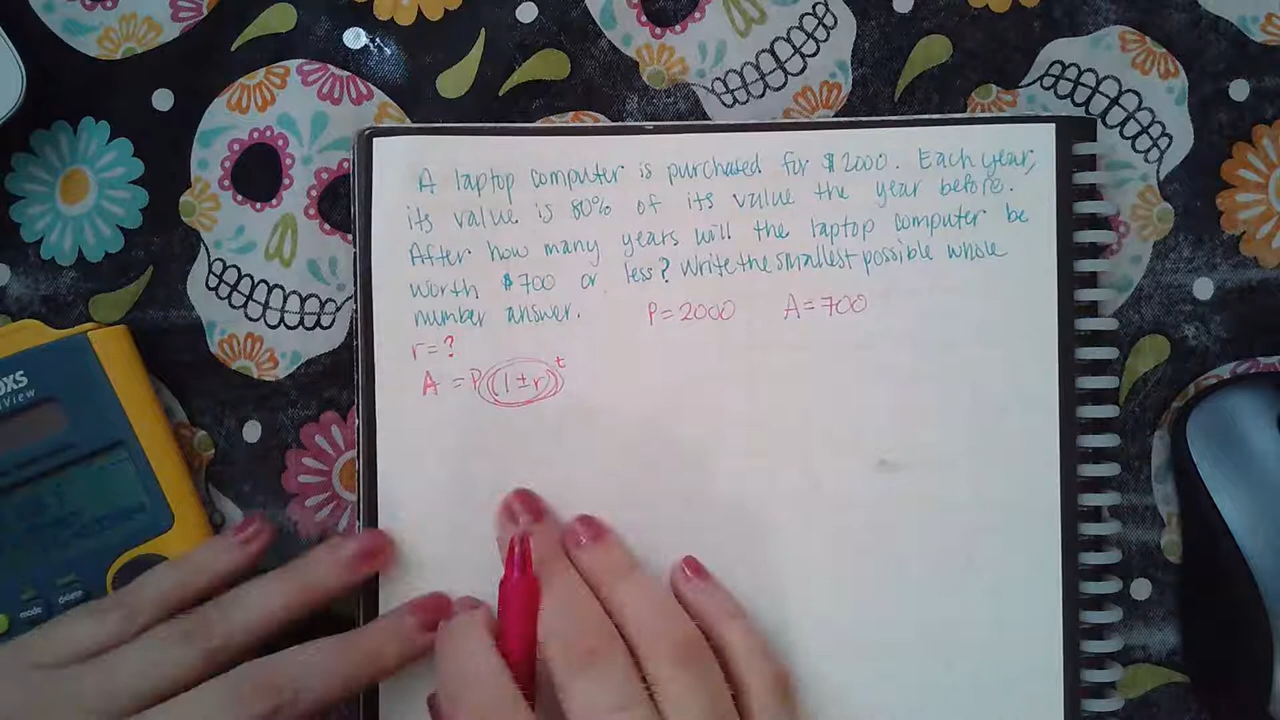 A laptop computer is purchased for $2000. Each year,
its value is 80% of its value the year before.
After how many years will the laptop computer be
worth $700 or less? Write the smallest possible whole
number answer. P=2000 A=700
r=?
A = P(1±r)^t
mode
delete